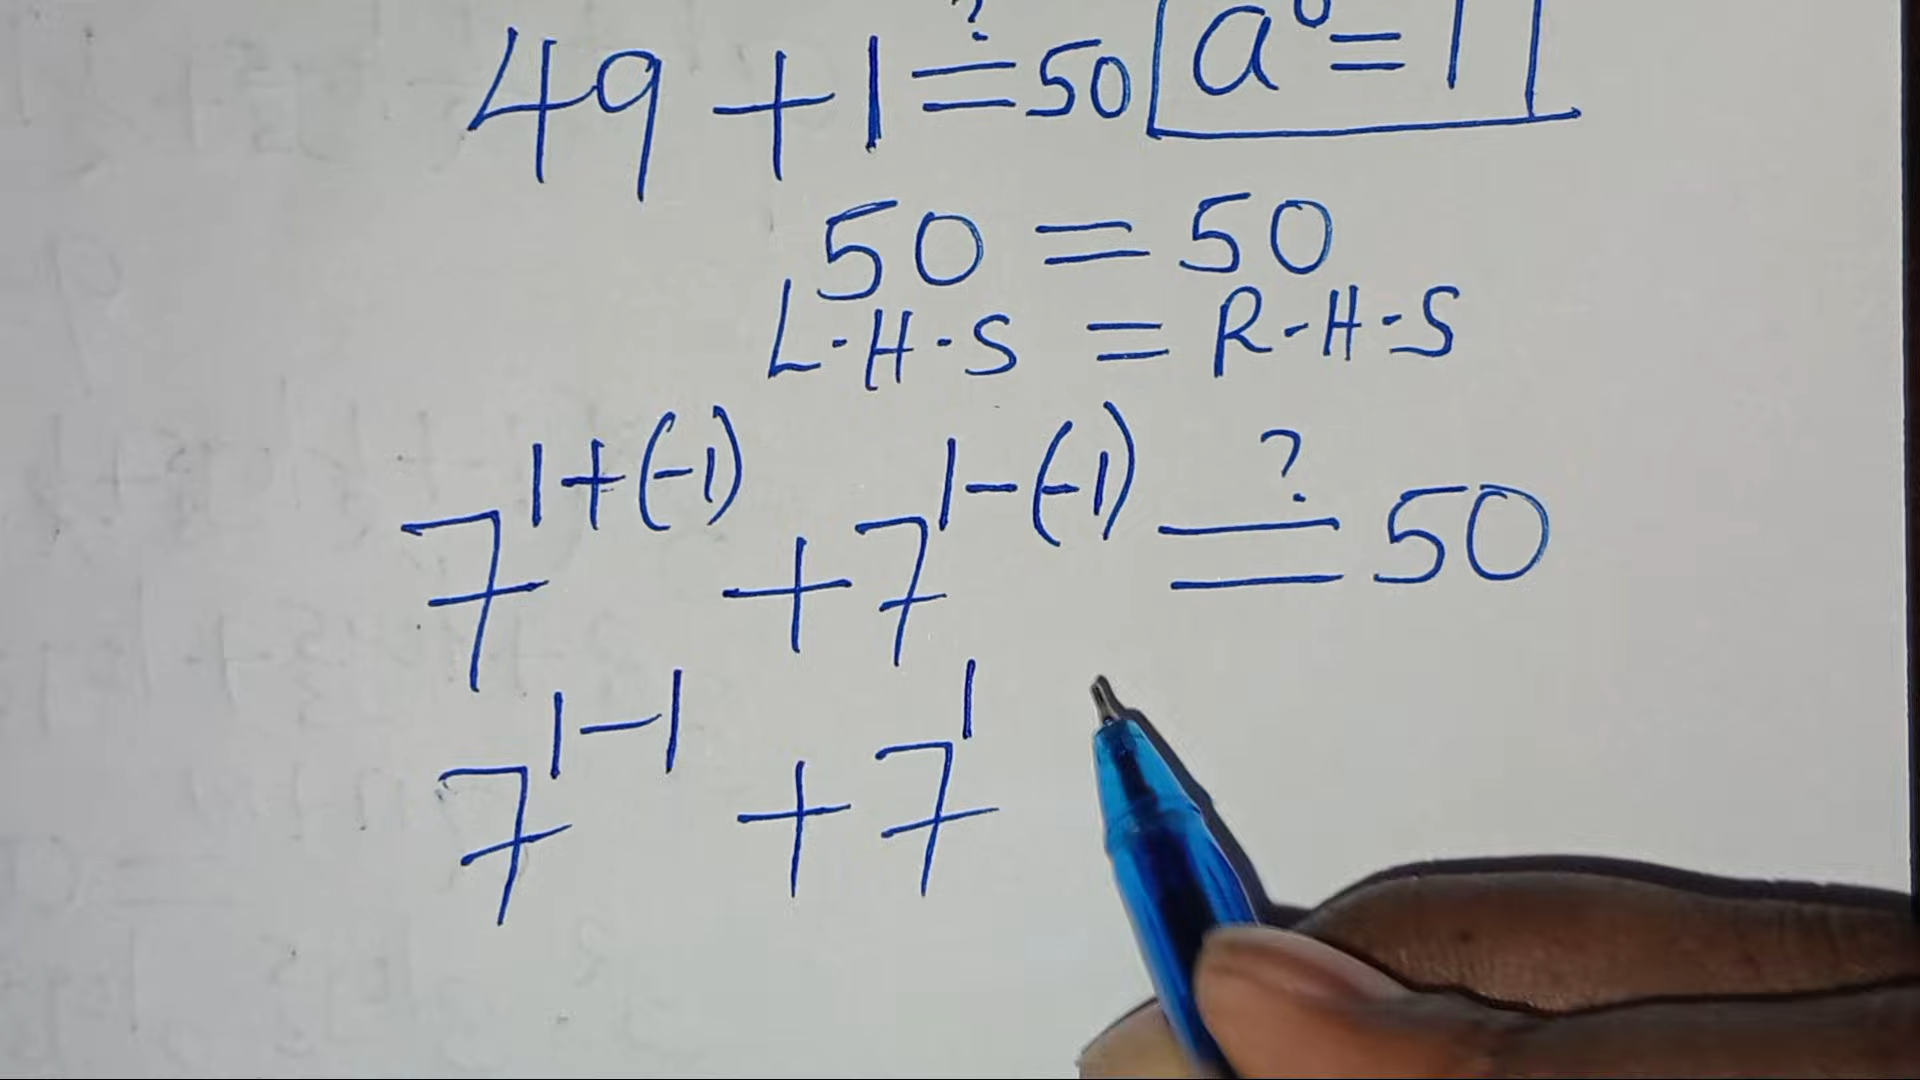 49 + 1 ≟ 50 a⁰ = 1
50 = 50
L.H.S = R.H.S
7^{1+(-1)} + 7^{1-(-1)} ≟ 50
7^{1-1} + 7^{1}